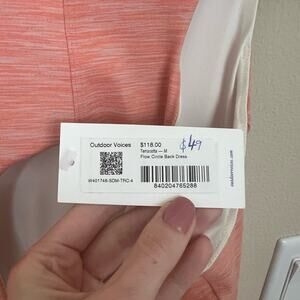 Outdoor Voices
$118.00
$49
Terracotta — M
Flow Circle Back Dress
W401748-SDM-TRC-4
840204765288
outdoorvoices.com